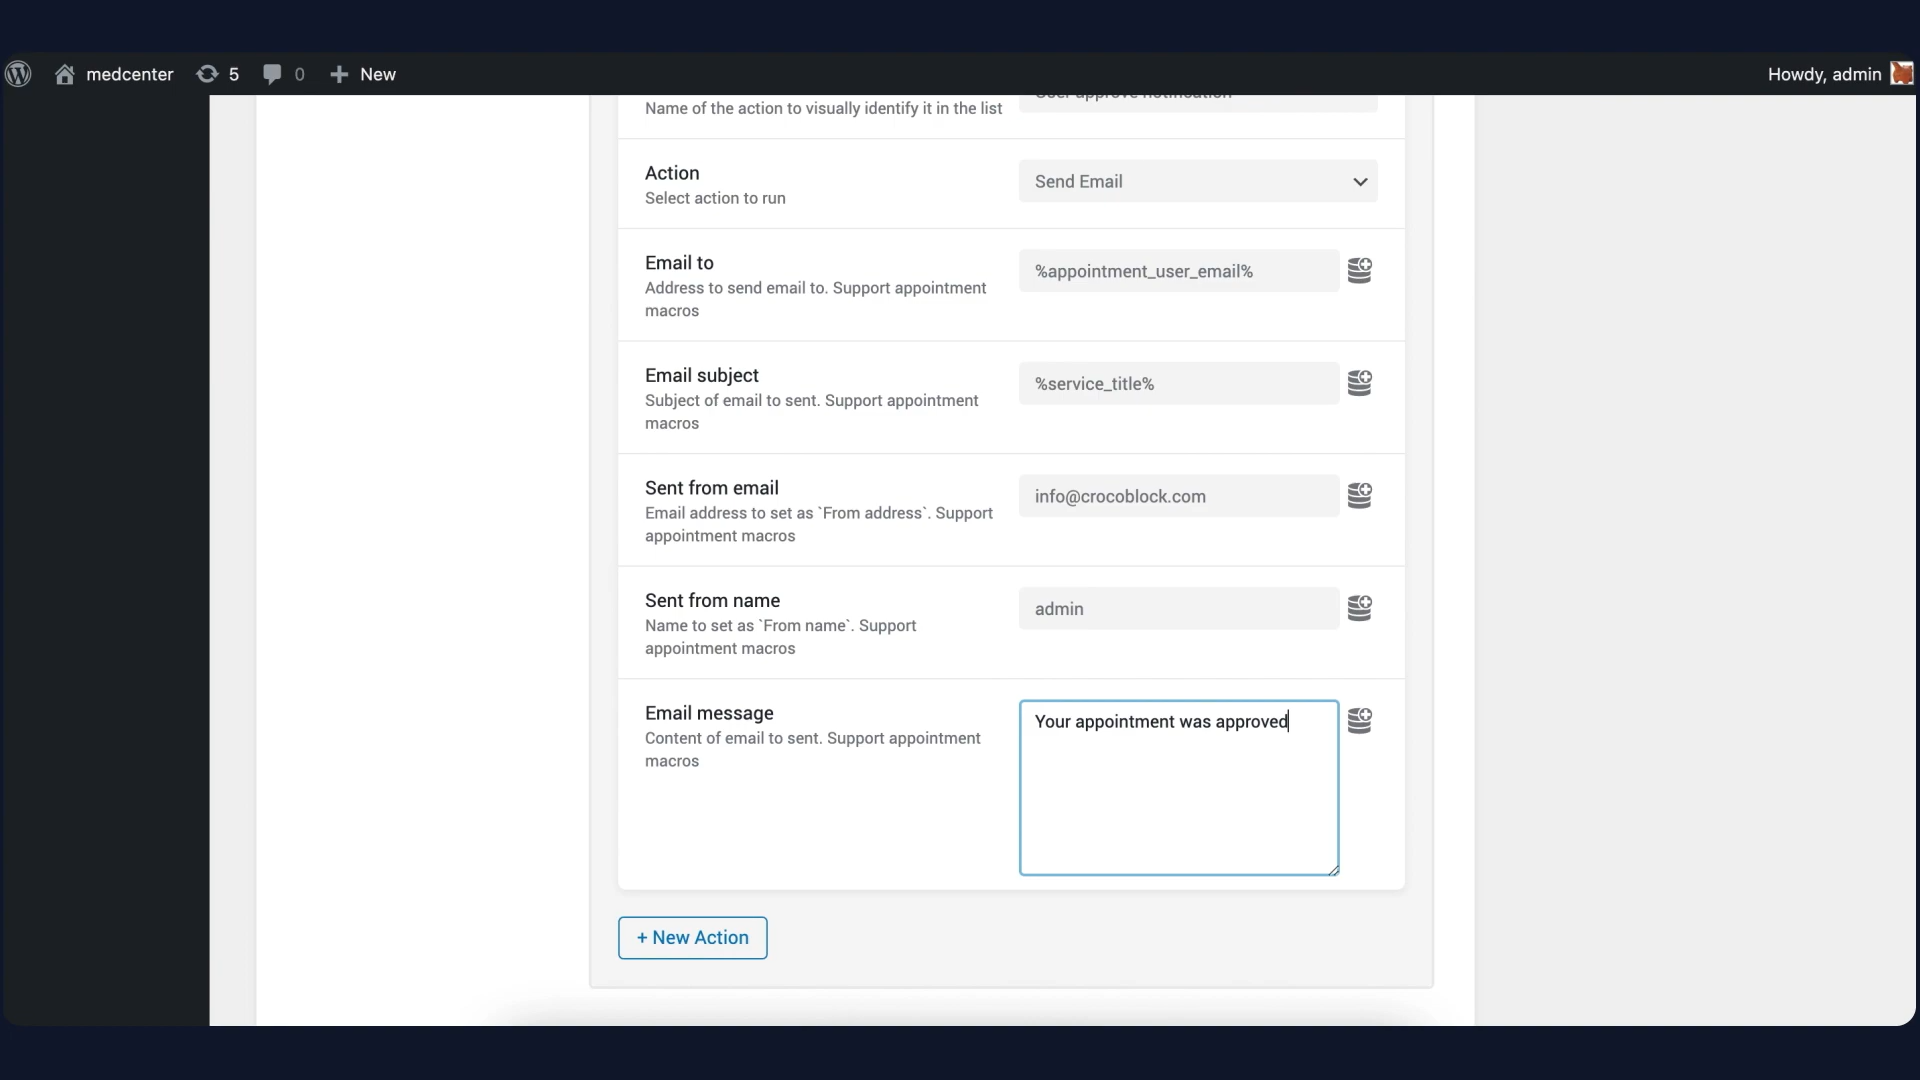 medcenter 5 0 New Howdy, admin
User approve notification
Name of the action to visually identify it in the list
Action
Send Email
Select action to run
Email to
%appointment_user_email%
Address to send email to. Support appointment
macros
Email subject
%service_title%
Subject of email to sent. Support appointment
macros
Sent from email
info@crocoblock.com
Email address to set as `From address`. Support
appointment macros
Sent from name
admin
Name to set as `From name`. Support
appointment macros
Email message
Your appointment was approved
Content of email to sent. Support appointment
macros
+ New Action